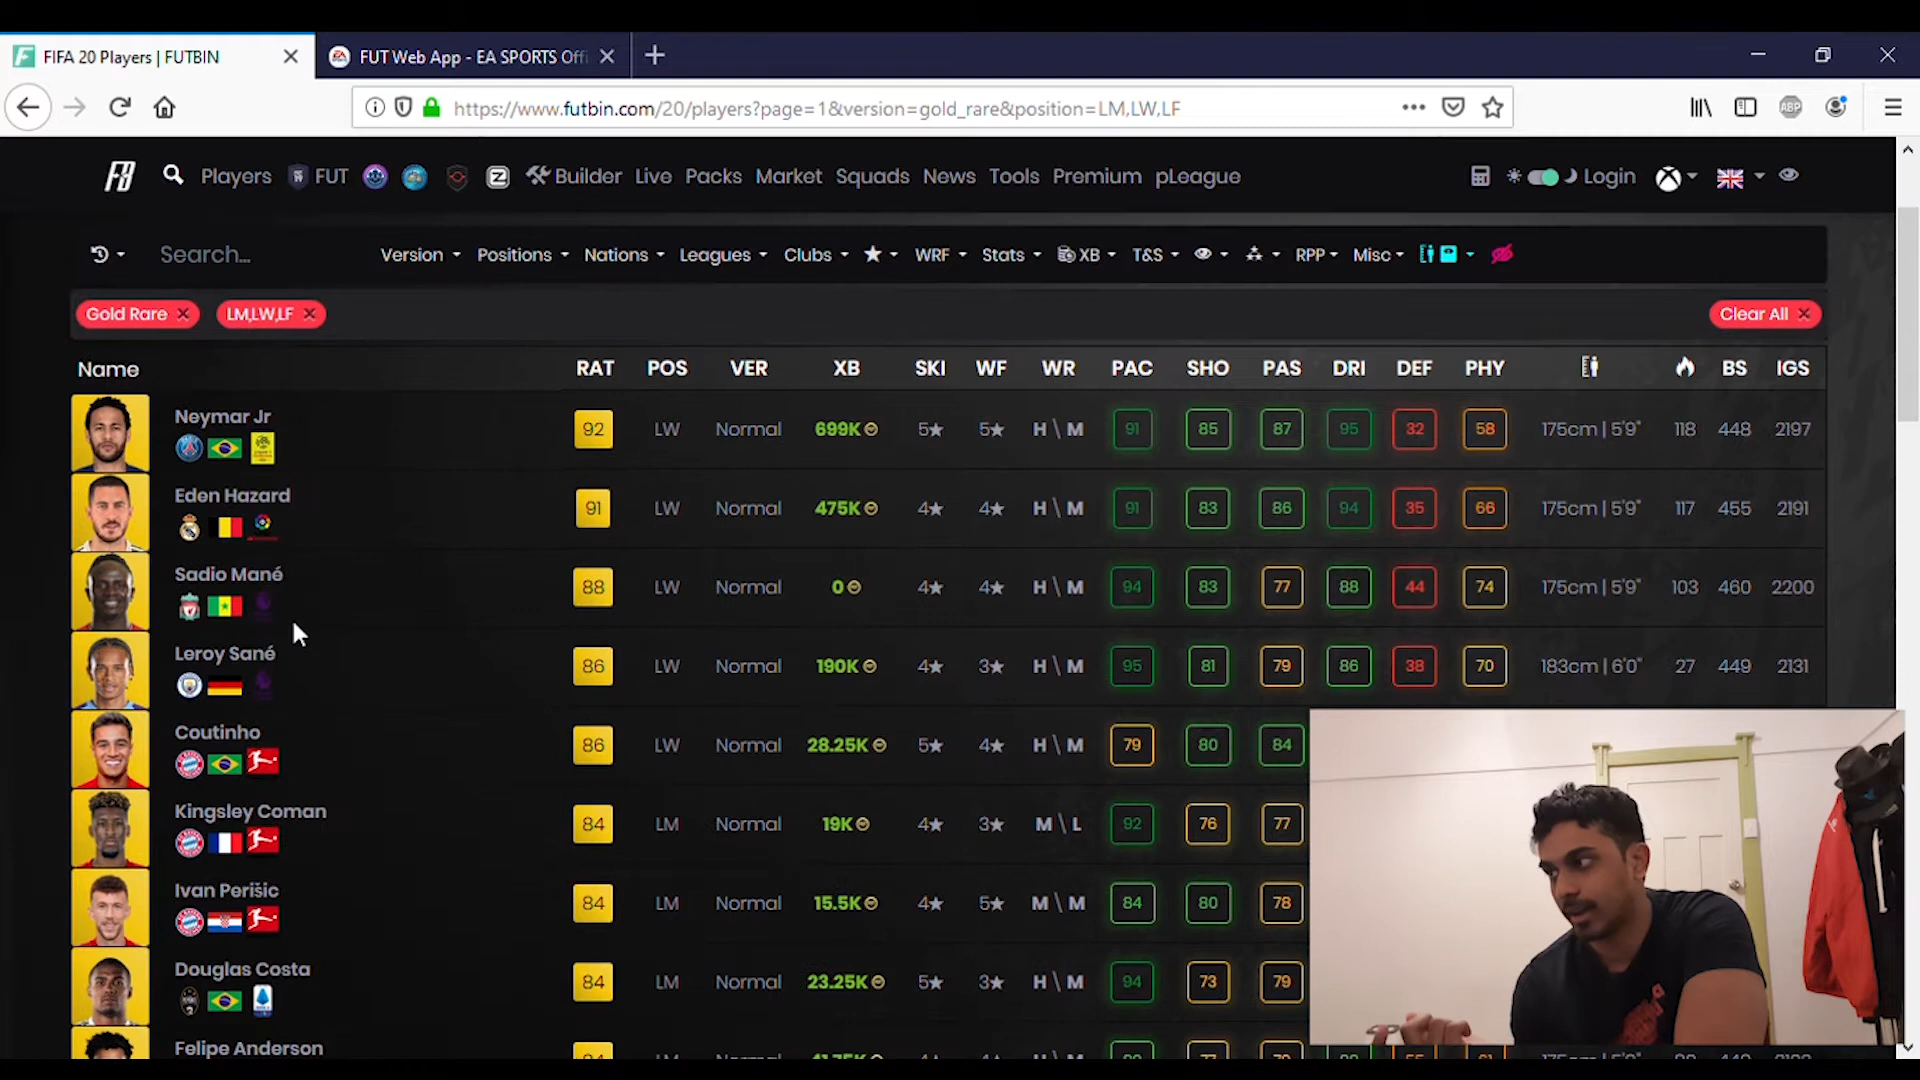 FIFA 20 Players | FUTBIN
FUT Web App - EA SPORTS Offi
https://www.futbin.com/20/players?page=1&version=gold_rare&position=LM,LW,LF
ABP
Players FUT Builder Live Packs Market Squads News Tools Premium pLeague Login
Search... Version Positions Nations Leagues Clubs WRF Stats XB T&S RPP Misc
Gold Rare LM,LW,LF Clear All
Name RAT POS VER XB SKI WF WR PAC SHO PAS DRI DEF PHY BS IGS
Neymar Jr 92 LW Normal 699K 5★ 5★ H \ M 91 85 87 95 32 58 175cm | 5'9" 118 448 2197
Eden Hazard 91 LW Normal 475K 4★ 4★ H \ M 91 83 86 94 35 66 175cm | 5'9" 117 455 2191
Sadio Mané 88 LW Normal 0 4★ 4★ H \ M 94 83 77 88 44 74 175cm | 5'9" 103 460 2200
Leroy Sané 86 LW Normal 190K 4★ 3★ H \ M 95 81 79 86 38 70 183cm | 6'0" 27 449 2131
Coutinho 86 LW Normal 28.25K 5★ 4★ H \ M 79 80 84
Kingsley Coman 84 LM Normal 19K 4★ 3★ M \ L 92 76 77
Ivan Perišic 84 LM Normal 15.5K 4★ 5★ M \ M 84 80 78
Douglas Costa 84 LM Normal 23.25K 5★ 3★ H \ M 94 73 79
Felipe Anderson